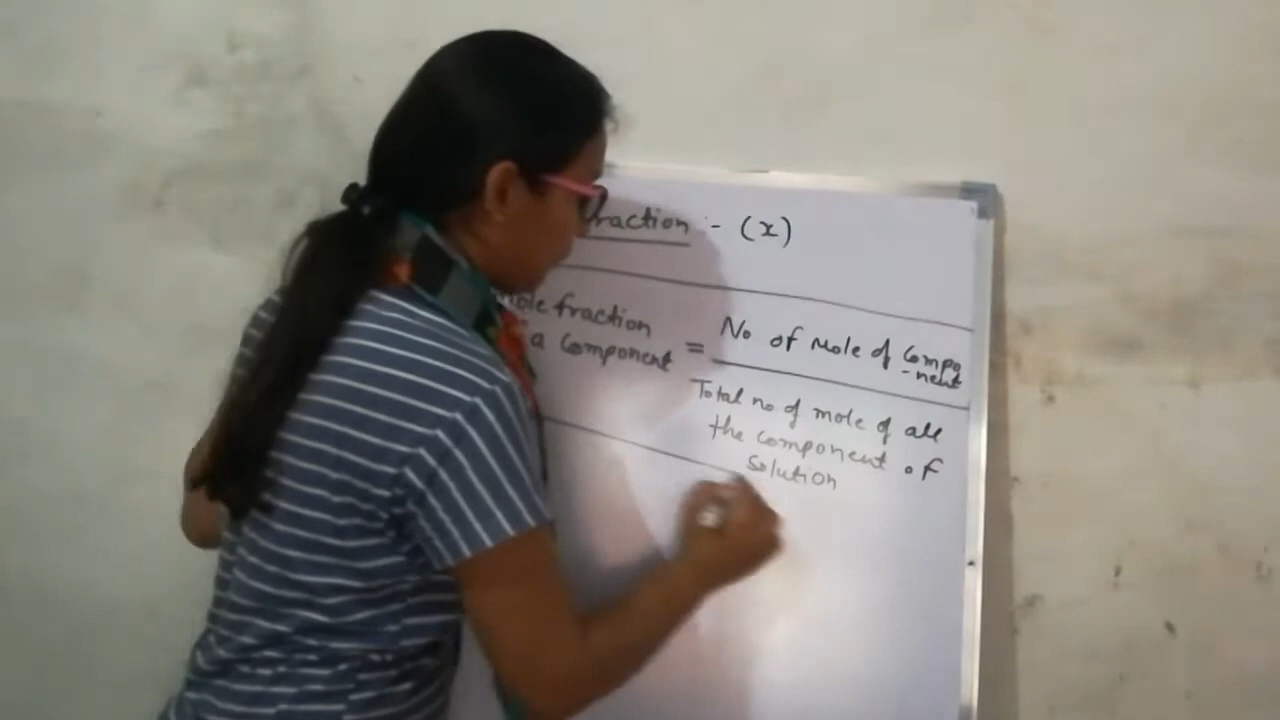 fraction :- (x)
mole fraction
a component
=
No of mole of Compo
-nent
Total no of mole of all
the component of
solution